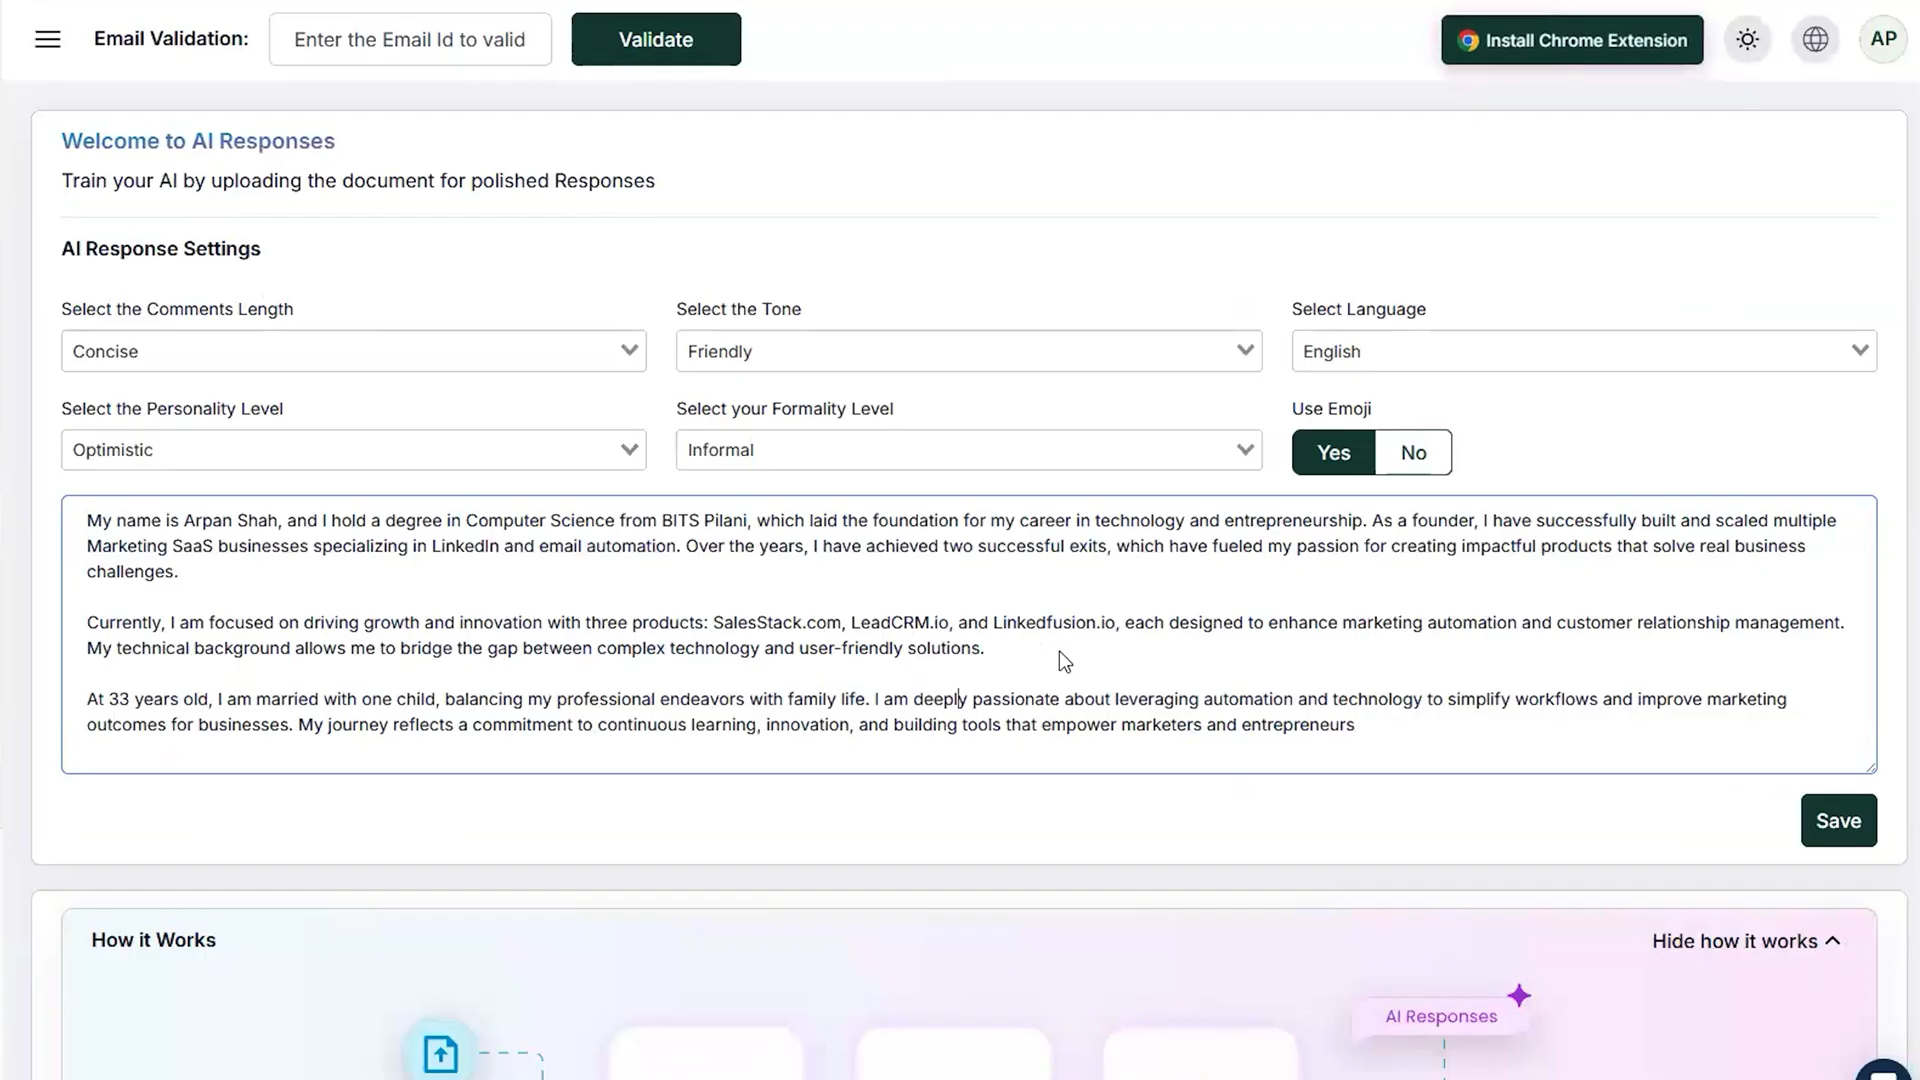 Email Validation:
Enter the Email Id to valid
Validate
Install Chrome Extension
AP
Welcome to AI Responses
Train your AI by uploading the document for polished Responses
AI Response Settings
Select the Comments Length
Select the Tone
Select Language
Concise
Friendly
English
Select the Personality Level
Select your Formality Level
Use Emoji
Optimistic
Informal
Yes
No
My name is Arpan Shah, and I hold a degree in Computer Science from BITS Pilani, which laid the foundation for my career in technology and entrepreneurship. As a founder, I have successfully built and scaled multiple
Marketing SaaS businesses specializing in LinkedIn and email automation. Over the years, I have achieved two successful exits, which have fueled my passion for creating impactful products that solve real business
challenges.
Currently, I am focused on driving growth and innovation with three products: SalesStack.com, LeadCRM.io, and Linkedfusion.io, each designed to enhance marketing automation and customer relationship management.
My technical background allows me to bridge the gap between complex technology and user-friendly solutions.
At 33 years old, I am married with one child, balancing my professional endeavors with family life. I am deeply passionate about leveraging automation and technology to simplify workflows and improve marketing
outcomes for businesses. My journey reflects a commitment to continuous learning, innovation, and building tools that empower marketers and entrepreneurs
Save
How it Works
Hide how it works
AI Responses